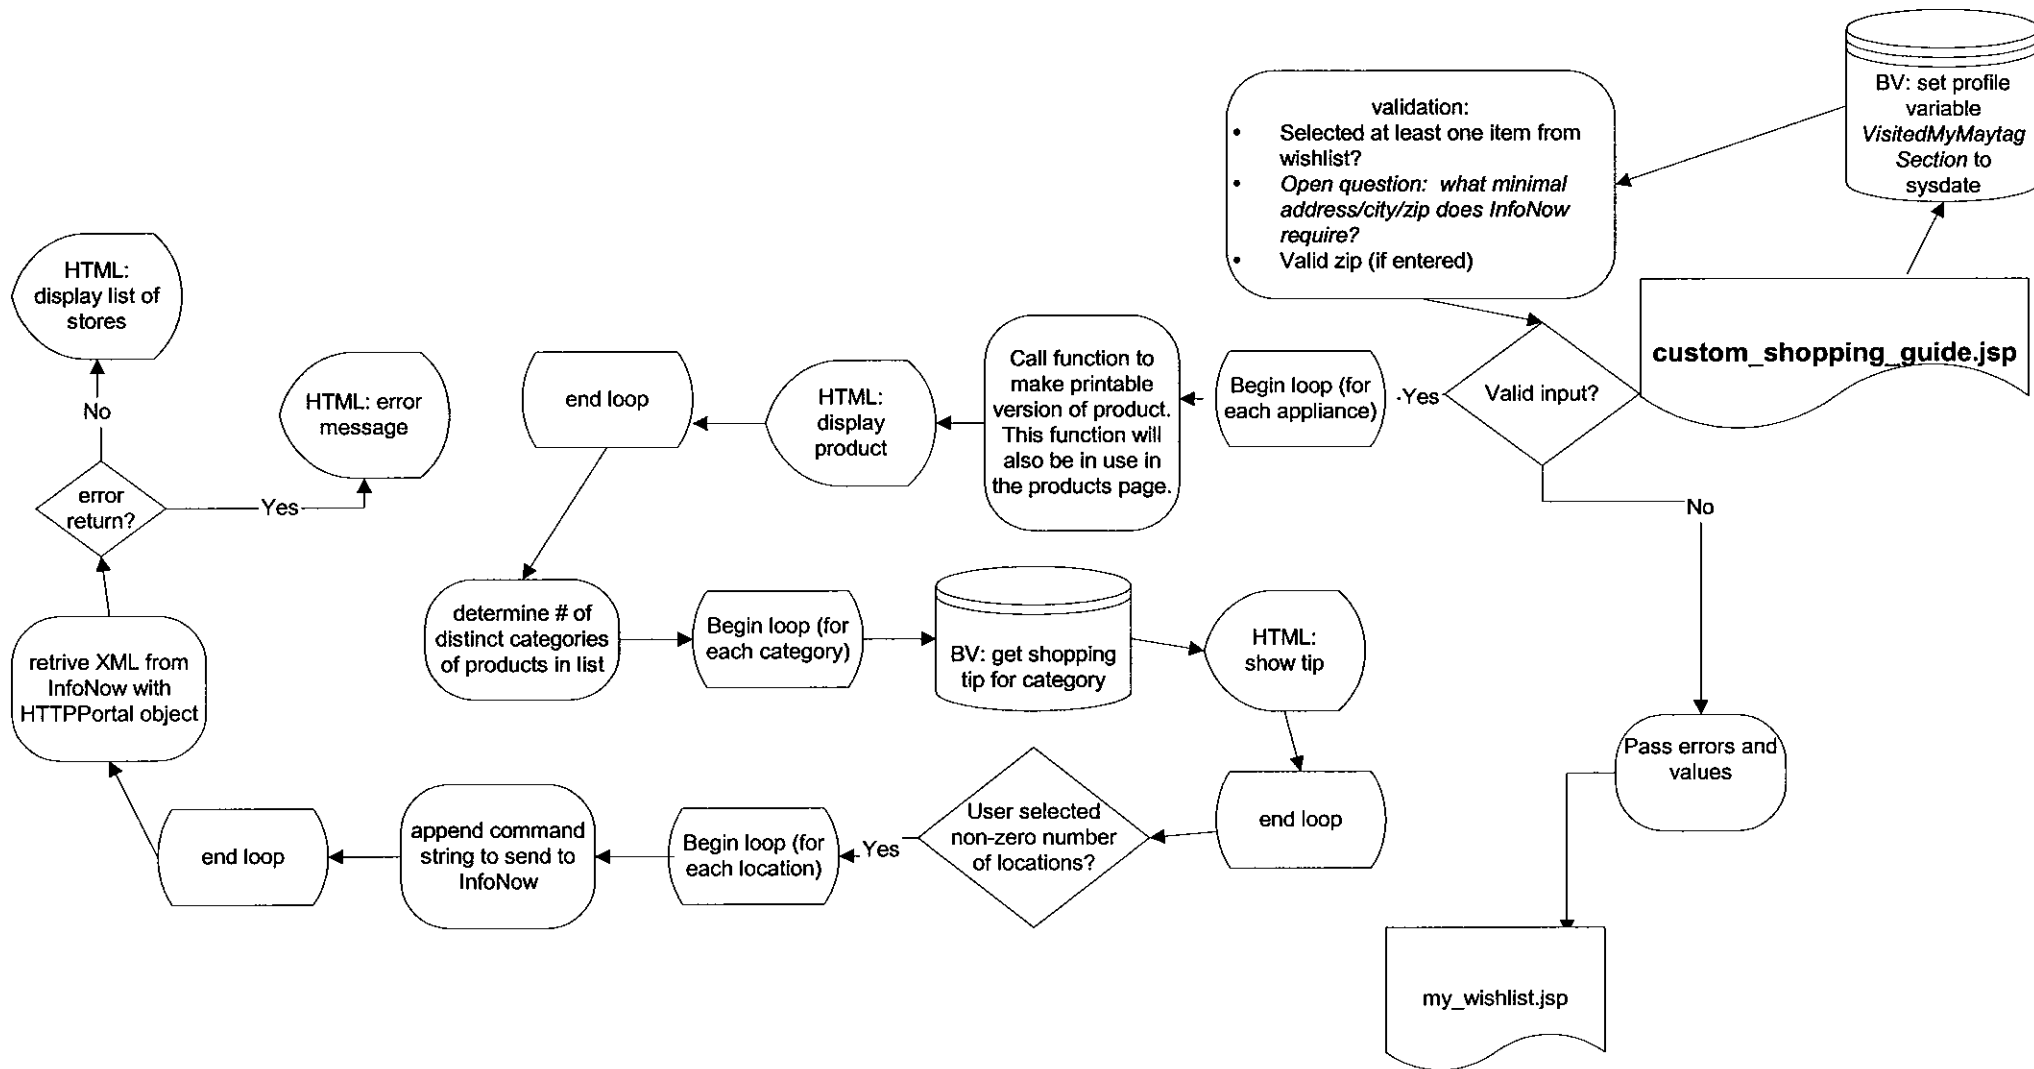 BV: set profile
variable
VisitedMyMaytag
Section to
sysdate
validation:
• Selected at least one item from
wishlist?
• Open question: what minimal
address/city/zip does InfoNow
require?
• Valid zip (if entered)
custom_shopping_guide.jsp
Valid input?
Yes
No
Begin loop (for
each appliance)
Call function to
make printable
version of product.
This function will
also be in use in
the products page.
HTML:
display
product
end loop
HTML:
display list of
stores
No
HTML: error
message
error
return?
Yes
determine # of
distinct categories
of products in list
Begin loop (for
each category)
BV: get shopping
tip for category
HTML:
show tip
retrive XML from
InfoNow with
HTTPPortal object
Pass errors and
values
end loop
User selected
non-zero number
of locations?
Yes
Begin loop (for
each location)
append command
string to send to
InfoNow
end loop
my_wishlist.jsp